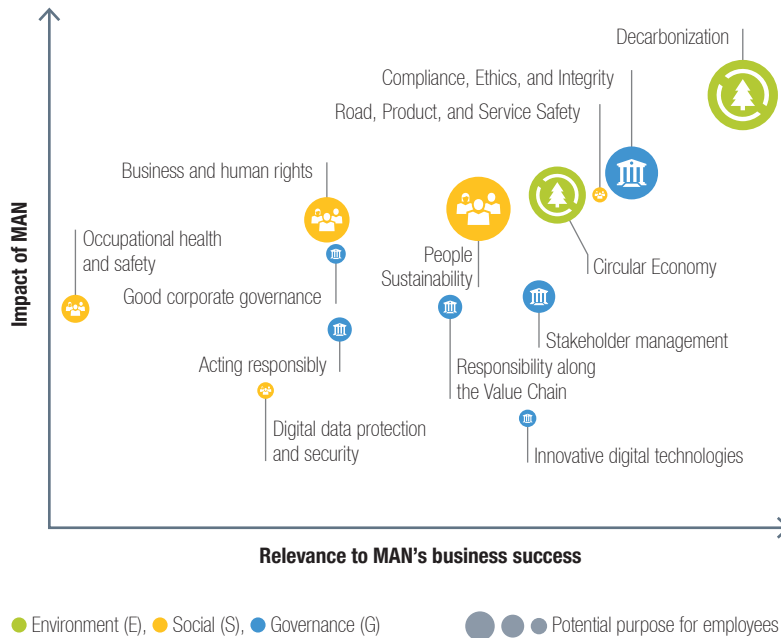 Decarbonization
Compliance, Ethics, and Integrity
Road, Product, and Service Safety
Business and human rights
Occupational health
and safety
People
Sustainability
Circular Economy
Good corporate governance
Stakeholder management
Acting responsibly
Responsibility along
the Value Chain
Digital data protection
and security
Innovative digital technologies
Impact of MAN
Relevance to MAN's business success
Environment (E), Social (S), Governance (G)
Potential purpose for employees